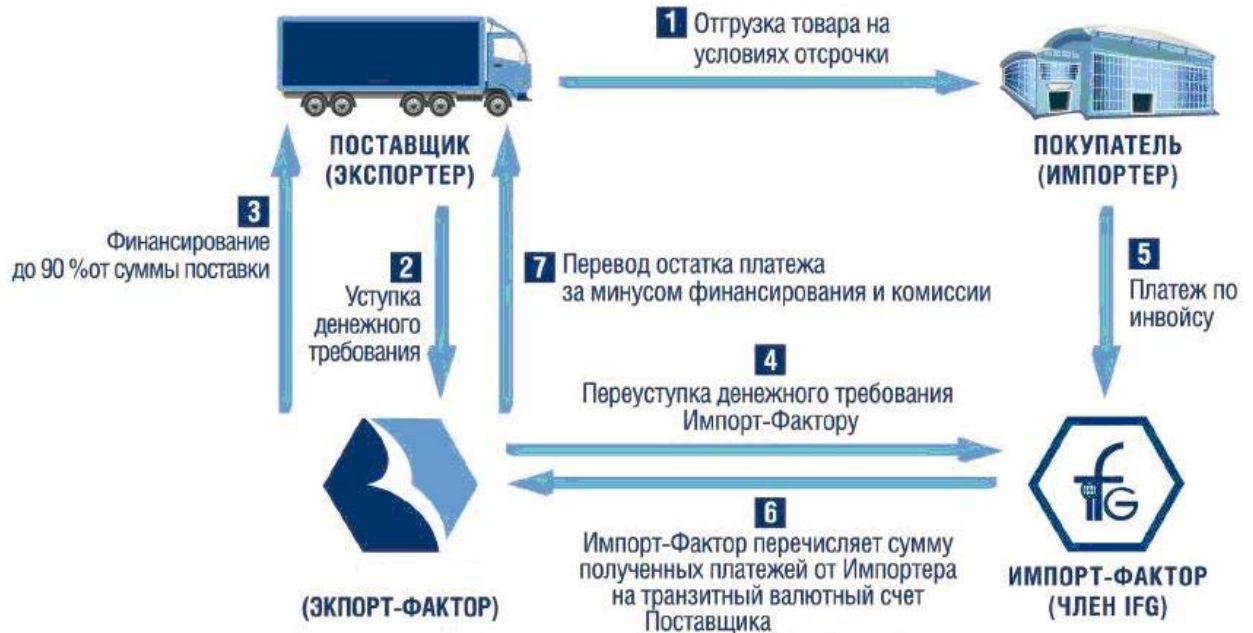 1 Отгрузка товара на
условиях отсрочки
ПОСТАВЩИК
(ЭКСПОРТЕР)
ПОКУПАТЕЛЬ
(ИМПОРТЕР)
3
Финансирование
до 90 %от суммы поставки
2
Уступка
денежного
требования
7 Перевод остатка платежа
за минусом финансирования и комиссии
5
Платеж по
инвойсу
4
Переуступка денежного требования
Импорт-Фактору
6
Импорт-Фактор перечисляет сумму
полученных платежей от Импортера
на транзитный валютный счет
Поставщика
(ЭКПОРТ-ФАКТОР)
IFG
ИМПОРТ-ФАКТОР
(ЧЛЕН IFG)